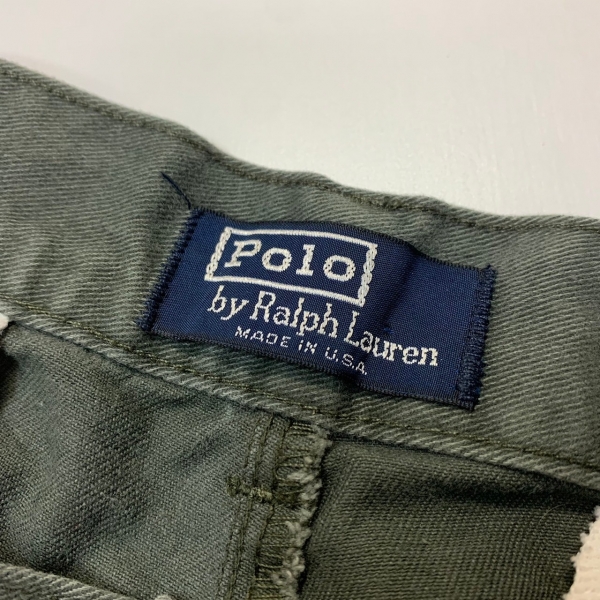 Polo
by Ralph Lauren
MADE IN U.S.A.